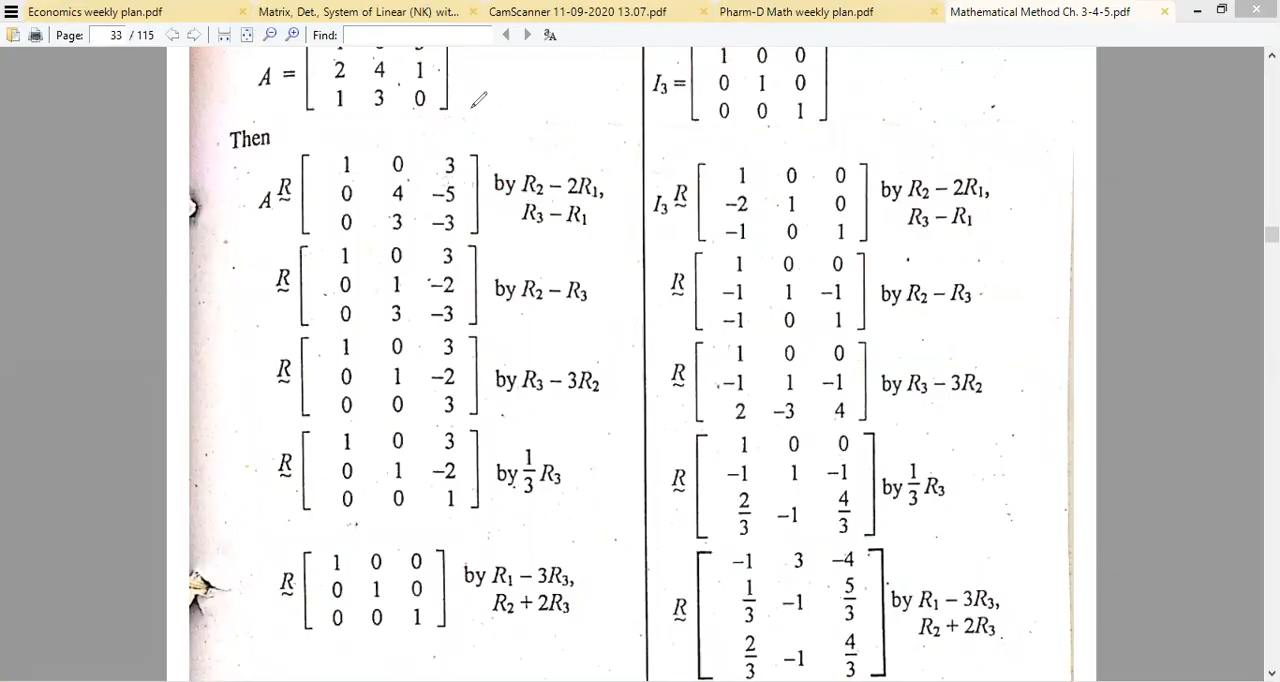 Economics weekly plan.pdf × Matrix, Det., System of Linear (NK) wit... × CamScanner 11-09-2020 13.07.pdf × Pharm-D Math weekly plan.pdf × Mathematical Method Ch. 3-4-5.pdf ×
Page: 33 / 115 Find:
A = 2 4 1
1 3 0
Then
A R 1 0 3
0 4 −5
0 3 −3
by R2 − 2R1,
R3 − R1
R 1 0 3
0 1 −2
0 3 −3
by R2 − R3
R 1 0 3
0 1 −2
0 0 3
by R3 − 3R2
R 1 0 3
0 1 −2
0 0 1
by 1/3 R3
R 1 0 0
0 1 0
0 0 1
by R1 − 3R3,
R2 + 2R3
I3 = 1 0 0
0 1 0
0 0 1
I3 R 1 0 0
−2 1 0
−1 0 1
by R2 − 2R1,
R3 − R1
R 1 0 0
−1 1 −1
−1 0 1
by R2 − R3
R 1 0 0
−1 1 −1
2 −3 4
by R3 − 3R2
R 1 0 0
−1 1 −1
2/3 −1 4/3
by 1/3 R3
R −1 3 −4
1/3 −1 5/3
2/3 −1 4/3
by R1 − 3R3,
R2 + 2R3